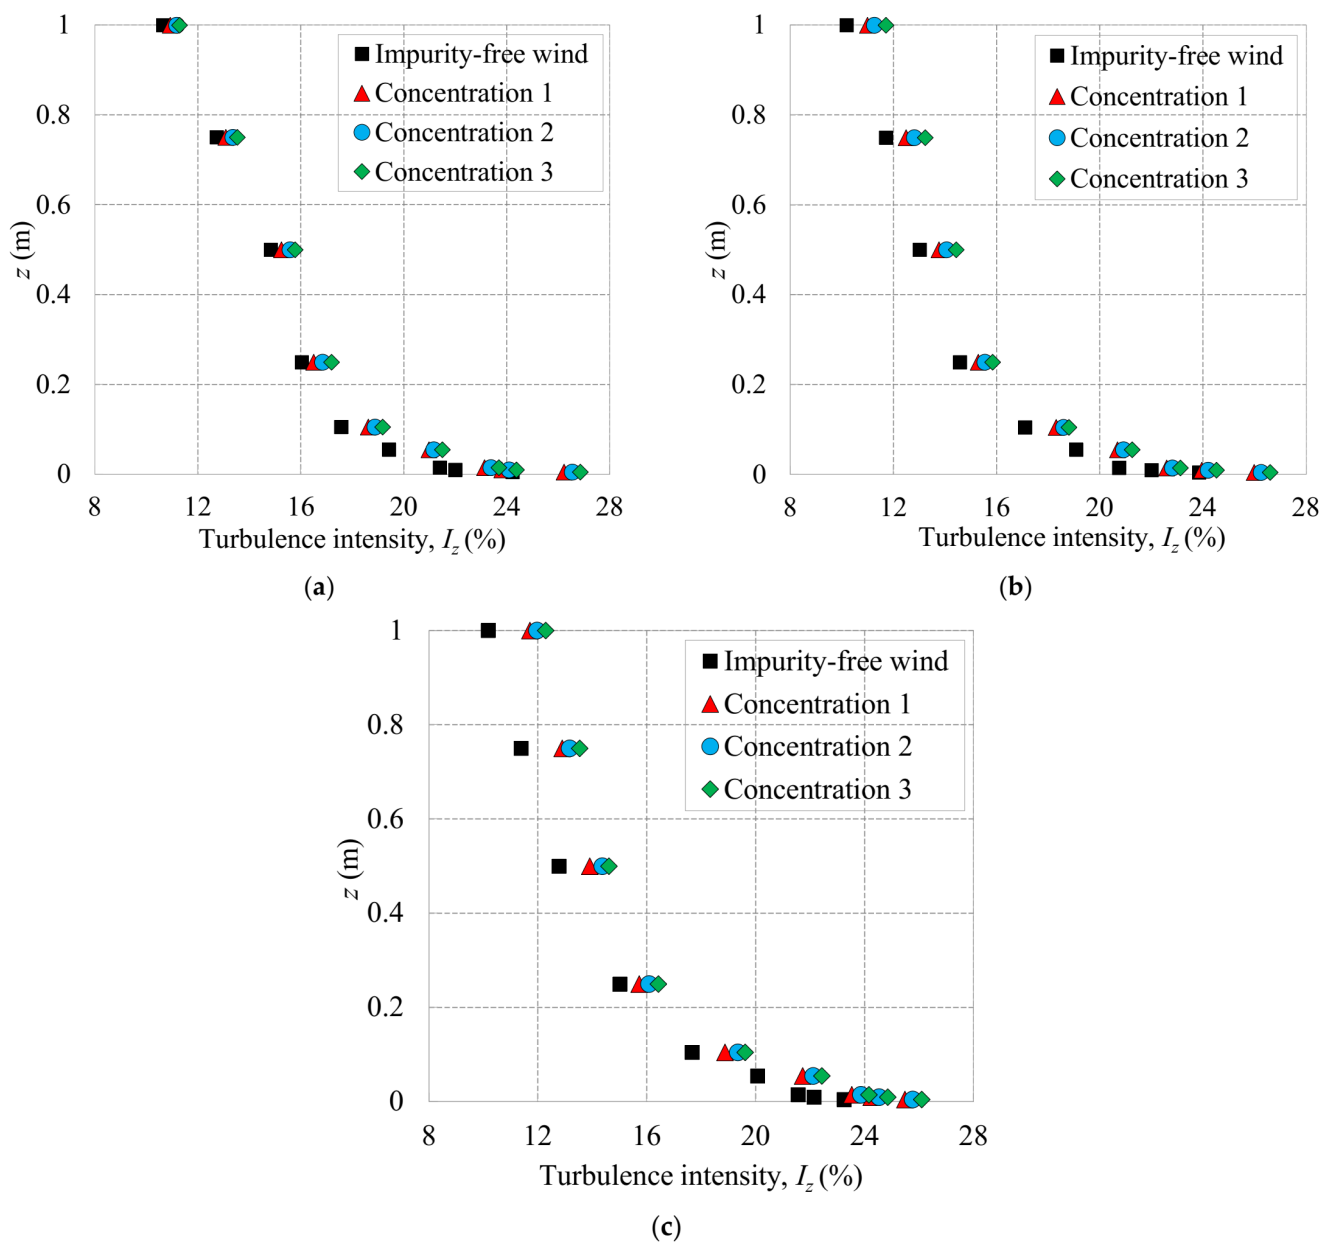 1
0.8
0.6
0.4
0.2
0
z (m)
8 12 16 20 24 28
Turbulence intensity, Iz (%)
Impurity-free wind
Concentration 1
Concentration 2
Concentration 3
(a)
1
0.8
0.6
0.4
0.2
0
z (m)
8 12 16 20 24 28
Turbulence intensity, Iz (%)
Impurity-free wind
Concentration 1
Concentration 2
Concentration 3
(b)
1
0.8
0.6
0.4
0.2
0
z (m)
8 12 16 20 24 28
Turbulence intensity, Iz (%)
Impurity-free wind
Concentration 1
Concentration 2
Concentration 3
(c)